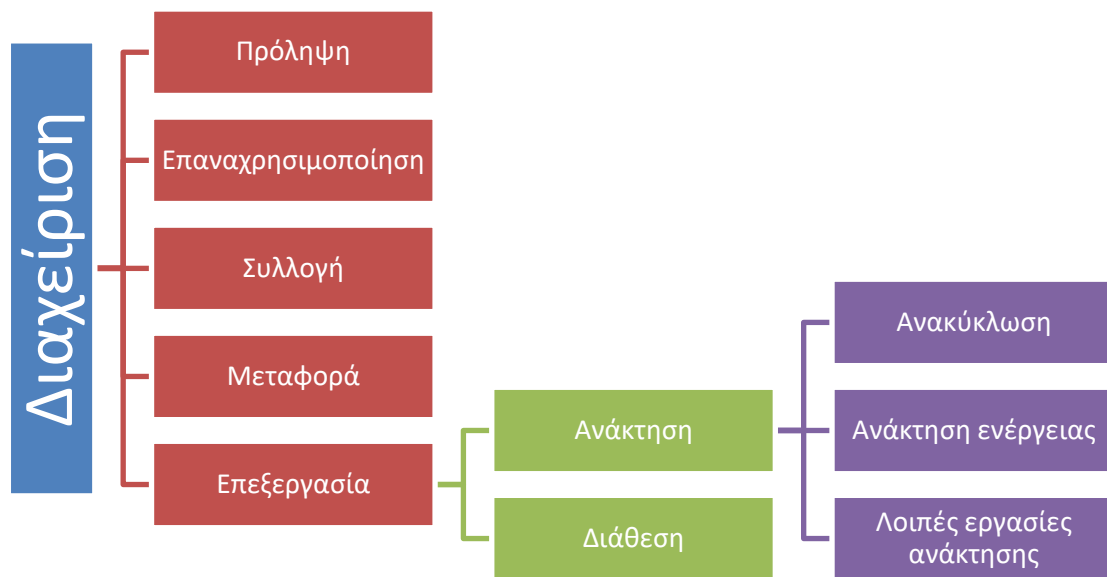 Διαχείριση
Πρόληψη
Επαναχρησιμοποίηση
Συλλογή
Μεταφορά
Επεξεργασία
Ανάκτηση
Διάθεση
Ανακύκλωση
Ανάκτηση ενέργειας
Λοιπές εργασίες
ανάκτησης